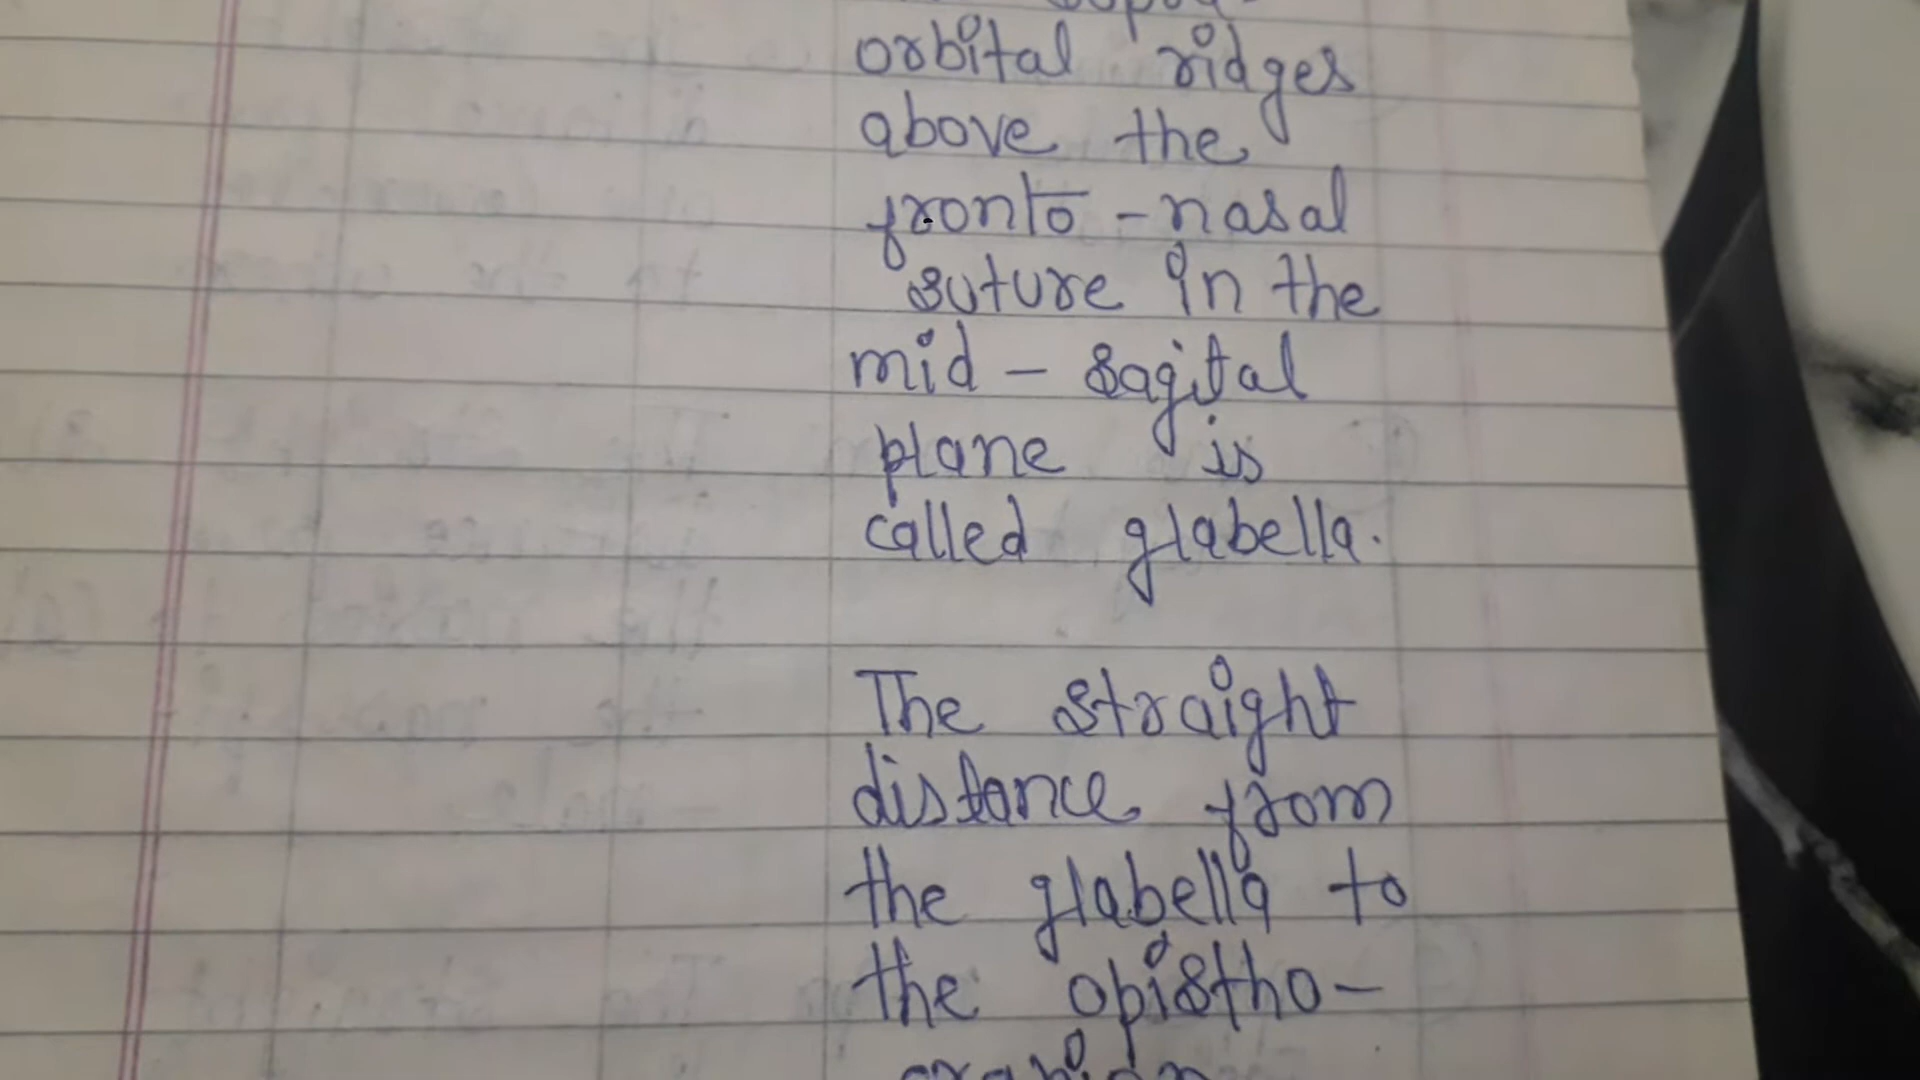 orbital ridges
above the
fronto - nasal
suture in the
mid - sagital
plane is
called glabella.
The straight
distance from
the glabella to
the opistho -